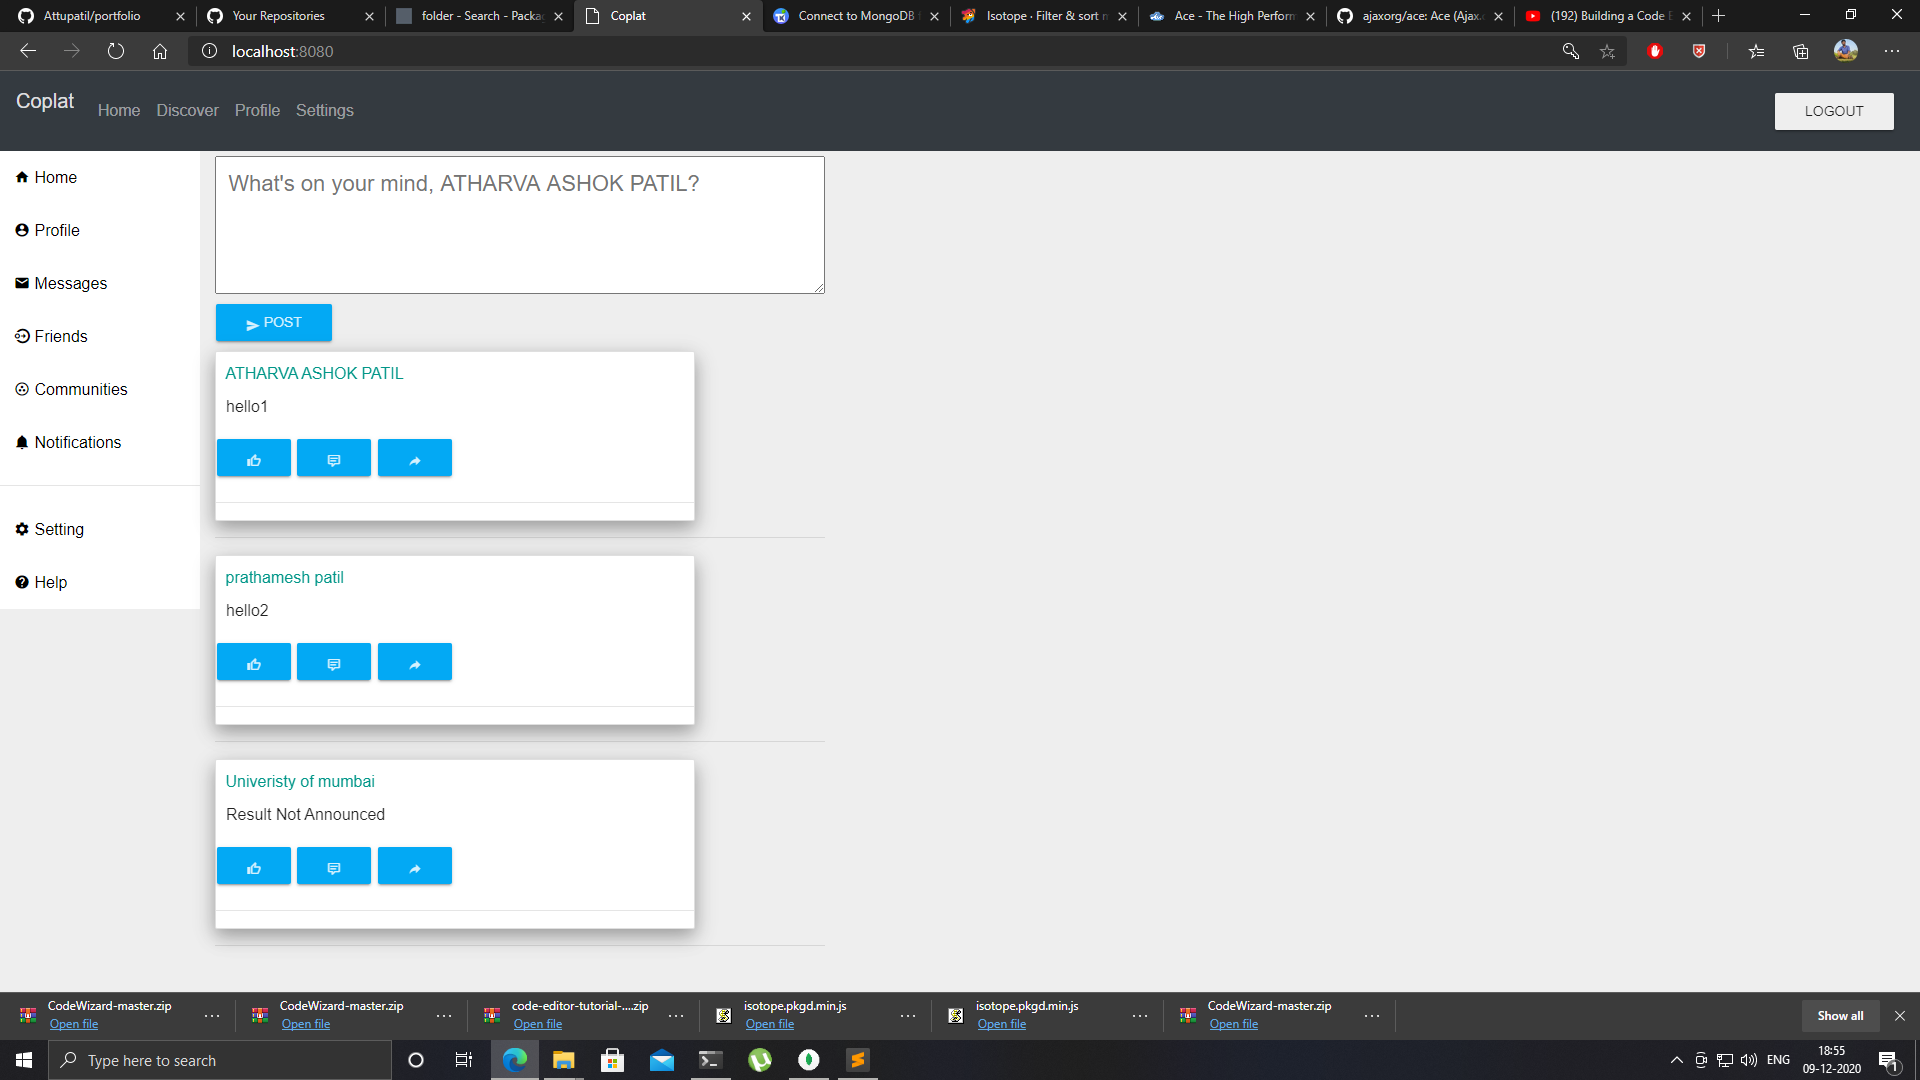 Attupatil/portfolio
Your Repositories
folder - Search - Packa
Coplat
Connect to MongoDB
Isotope · Filter & sort m
Ace - The High Perform
ajaxorg/ace: Ace (Ajax.
(192) Building a Code E
localhost:8080
Coplat
Home Discover Profile Settings
LOGOUT
Home
Profile
Messages
Friends
Communities
Notifications
Setting
Help
What's on your mind, ATHARVA ASHOK PATIL?
POST
ATHARVA ASHOK PATIL
hello1
prathamesh patil
hello2
Univeristy of mumbai
Result Not Announced
CodeWizard-master.zip
Open file
CodeWizard-master.zip
Open file
code-editor-tutorial-....zip
Open file
isotope.pkgd.min.js
Open file
isotope.pkgd.min.js
Open file
CodeWizard-master.zip
Open file
Show all
Type here to search
ENG
18:55
09-12-2020
1